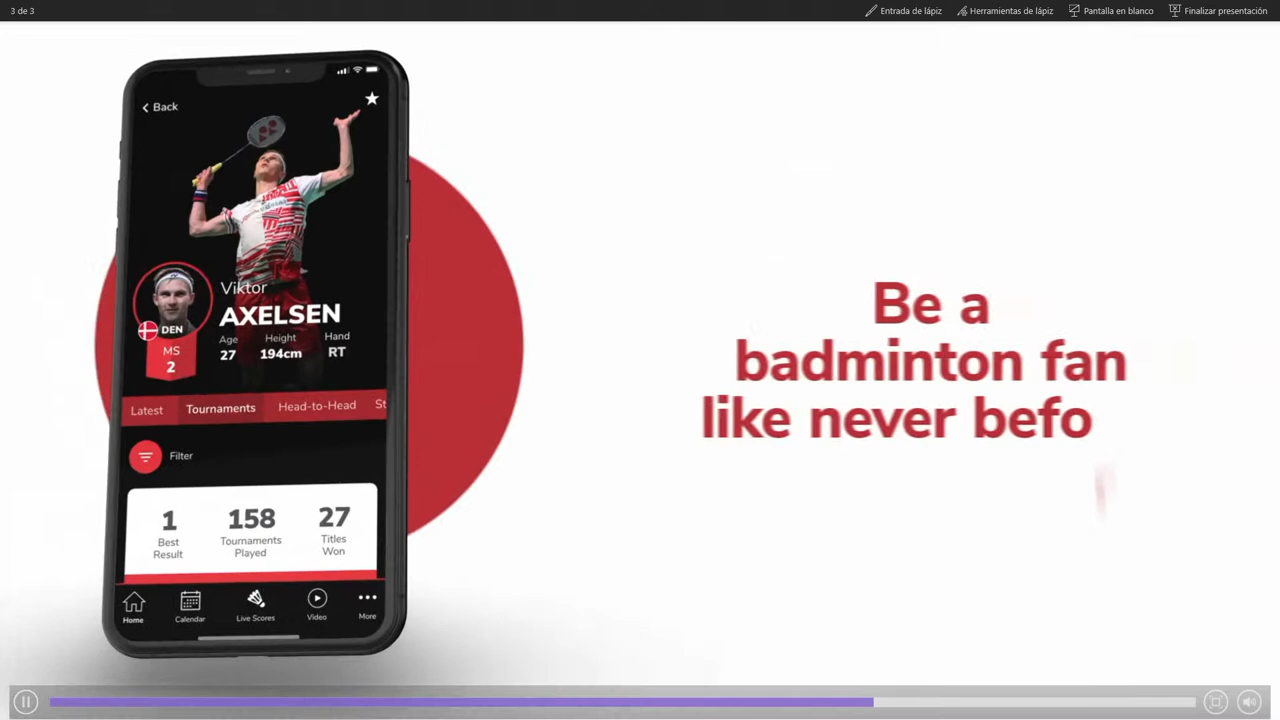 3 de 3
Entrada de lápiz
Herramientas de lápiz
Pantalla en blanco
Finalizar presentación
Back
Viktor
AXELSEN
DEN
MS
2
Age
27
Height
194cm
Hand
RT
Latest
Tournaments
Head-to-Head
St
Filter
1
Best
Result
158
Tournaments
Played
27
Titles
Won
Home
Calendar
Live Scores
Video
More
Be a
badminton fan
like never befo